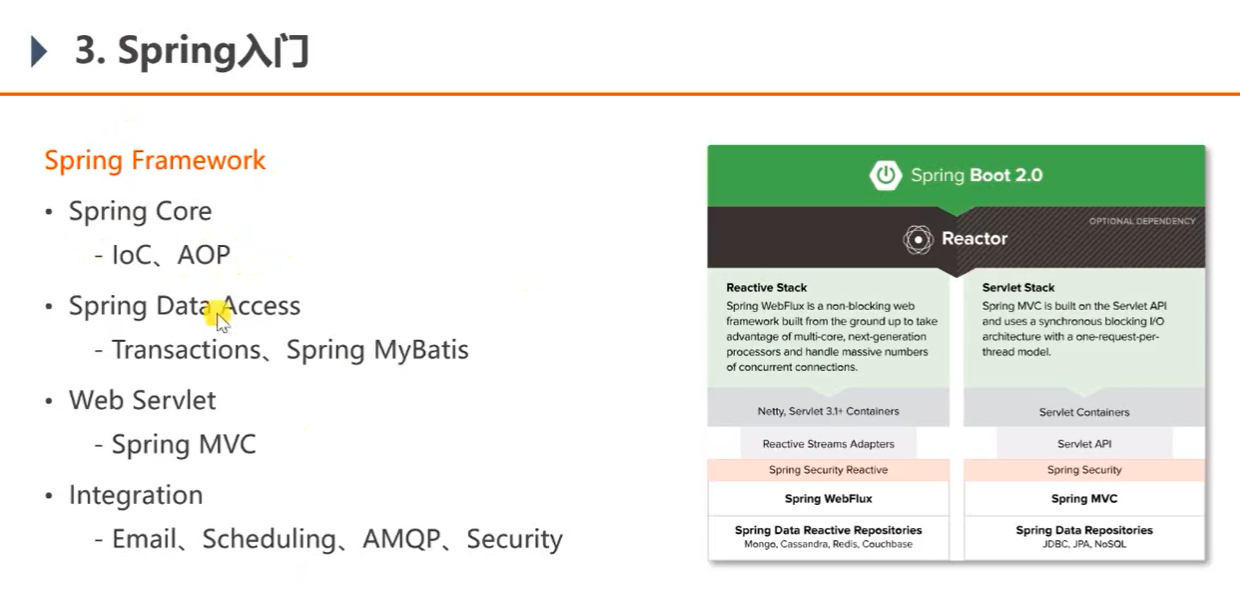 3. Spring入门
Spring Framework
• Spring Core
- IoC、AOP
• Spring Data Access
- Transactions、Spring MyBatis
• Web Servlet
- Spring MVC
• Integration
- Email、Scheduling、AMQP、Security
Spring Boot 2.0
OPTIONAL DEPENDENCY
Reactor
Reactive Stack
Spring WebFlux is a non-blocking web
framework built from the ground up to take
advantage of multi-core, next-generation
processors and handle massive numbers
of concurrent connections.
Netty, Servlet 3.1+ Containers
Reactive Streams Adapters
Spring Security Reactive
Spring WebFlux
Spring Data Reactive Repositories
Mongo, Cassandra, Redis, Couchbase
Servlet Stack
Spring MVC is built on the Servlet API
and uses a synchronous blocking I/O
architecture with a one-request-per-
thread model.
Servlet Containers
Servlet API
Spring Security
Spring MVC
Spring Data Repositories
JDBC, JPA, NoSQL